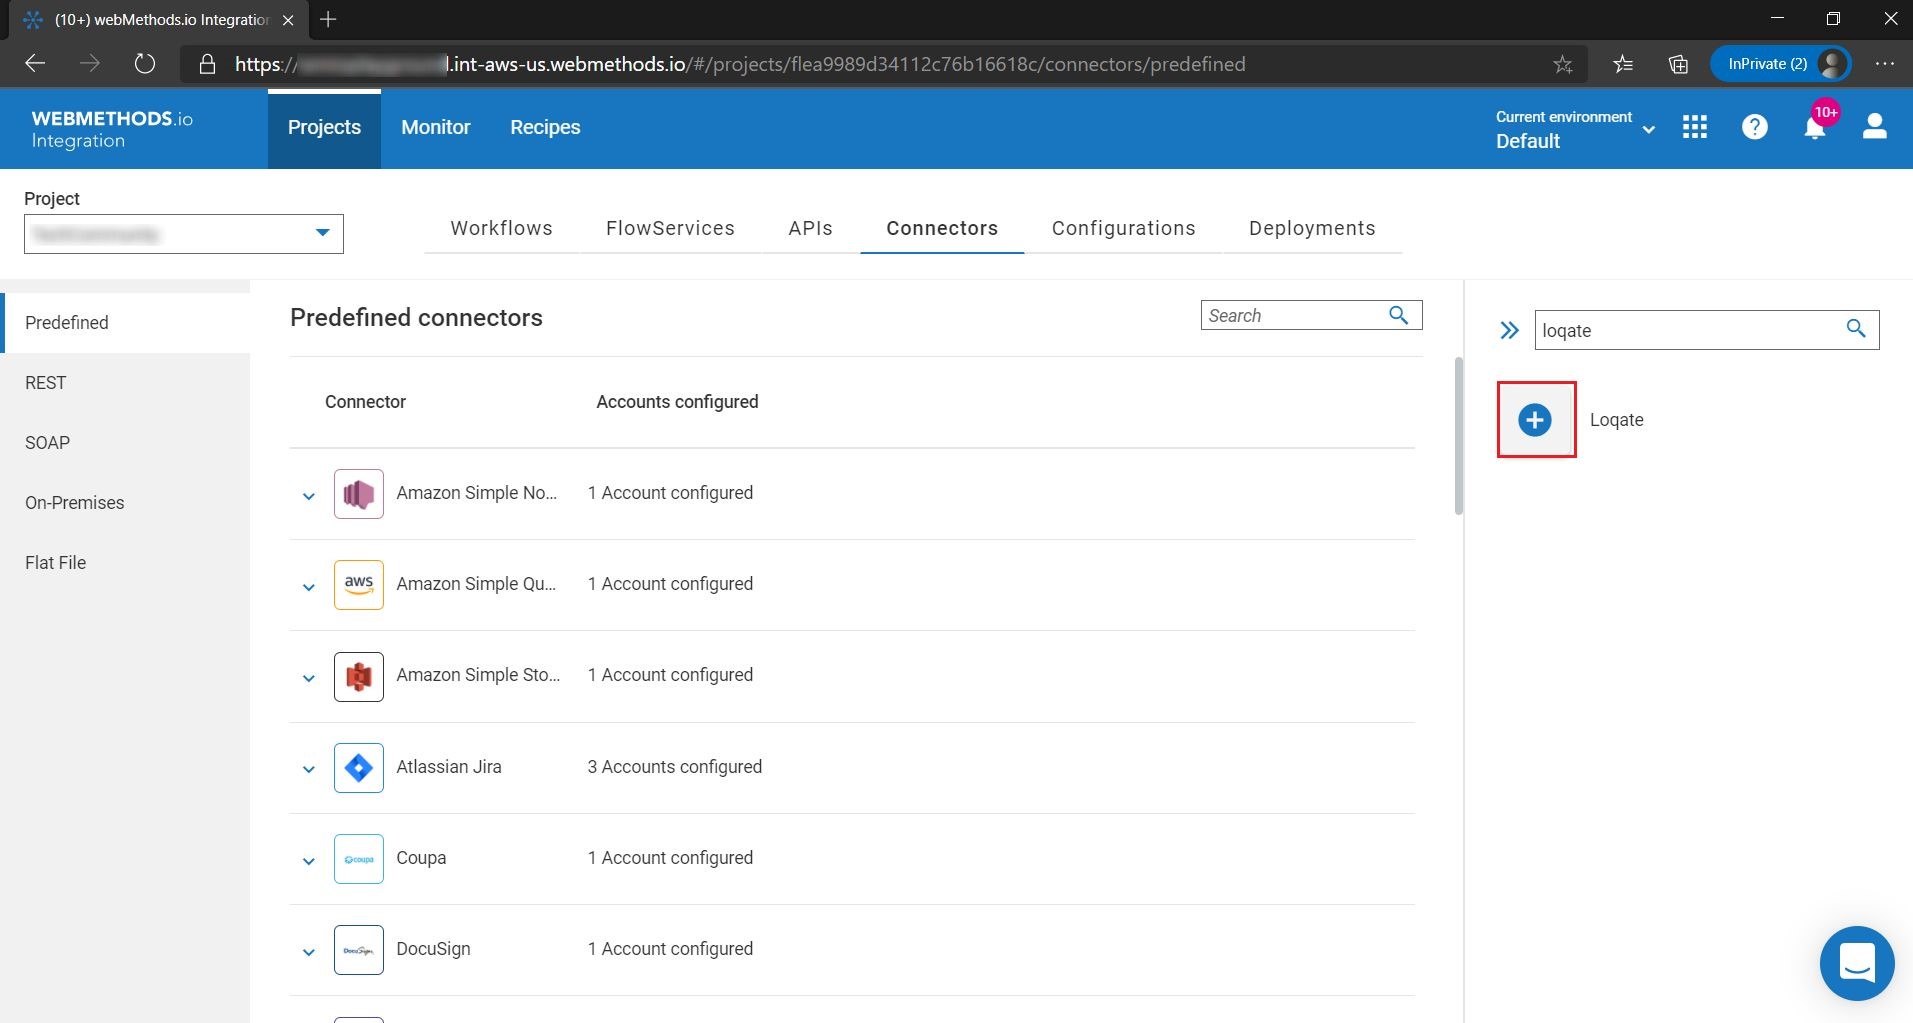 (10+) webMethods.io Integration
https://
.int-aws-us.webmethods.io/#/projects/flea9989d34112c76b16618c/connectors/predefined
InPrivate (2)
WEBMETHODS.io
Integration
Projects
Monitor
Recipes
Current environment
Default
10+
Project
Workflows
FlowServices
APIs
Connectors
Configurations
Deployments
Predefined
REST
SOAP
On-Premises
Flat File
Predefined connectors
Search
Connector
Accounts configured
Amazon Simple No...
1 Account configured
aws
Amazon Simple Qu...
1 Account configured
Amazon Simple Sto...
1 Account configured
Atlassian Jira
3 Accounts configured
coupa
Coupa
1 Account configured
DocuSign
DocuSign
1 Account configured
loqate
Loqate